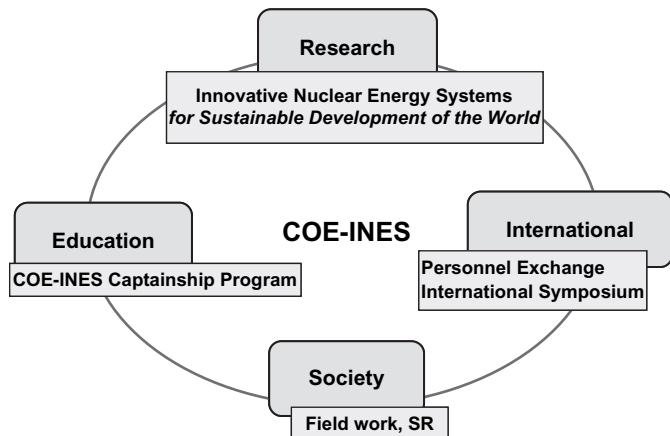 Research
Innovative Nuclear Energy Systems
for Sustainable Development of the World
COE-INES
Education
COE-INES Captainship Program
International
Personnel Exchange
International Symposium
Society
Field work, SR